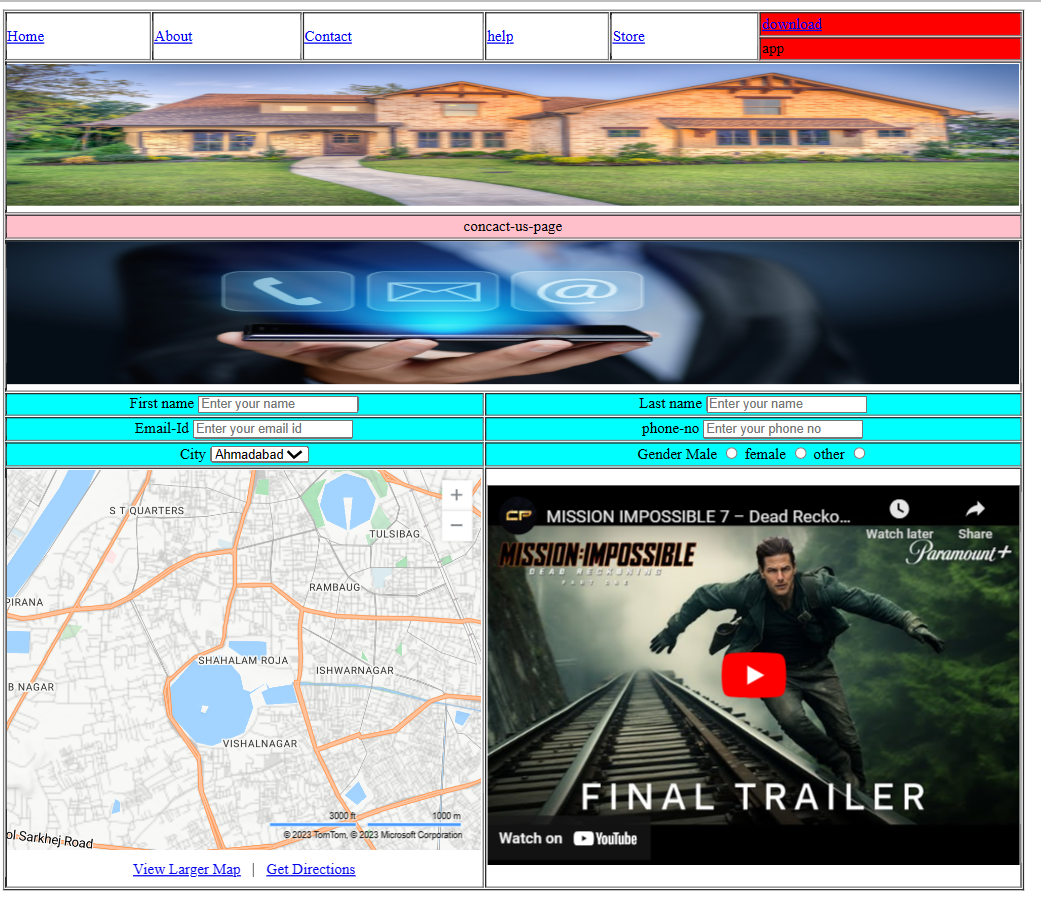 Home About Contact help Store download
app
concact-us-page
First name Enter your name Last name Enter your name
Email-Id Enter your email id phone-no Enter your phone no
City Ahmadabad Gender Male female other
S T QUARTERS
TULSIBAG
RAMBAUG
PIRANA
SHAHALAM ROJA
ISHWARNAGAR
B NAGAR
VISHALNAGAR
3000 ft 1000 m
© 2023 TomTom, © 2023 Microsoft Corporation
ol Sarkhej Road
View Larger Map | Get Directions
CP MISSION IMPOSSIBLE 7 – Dead Recko...
Watch later Share
Paramount+
MISSION:IMPOSSIBLE
DEAD RECKONING
PART ONE
FINAL TRAILER
Watch on YouTube